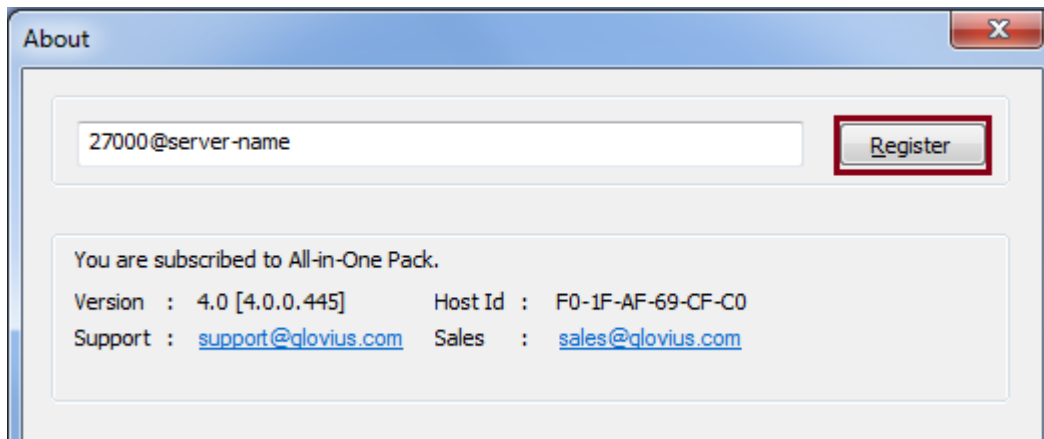 About
27000@server-name
Register
You are subscribed to All-in-One Pack.
Version : 4.0 [4.0.0.445] Host Id : F0-1F-AF-69-CF-C0
Support : support@glovius.com Sales : sales@glovius.com